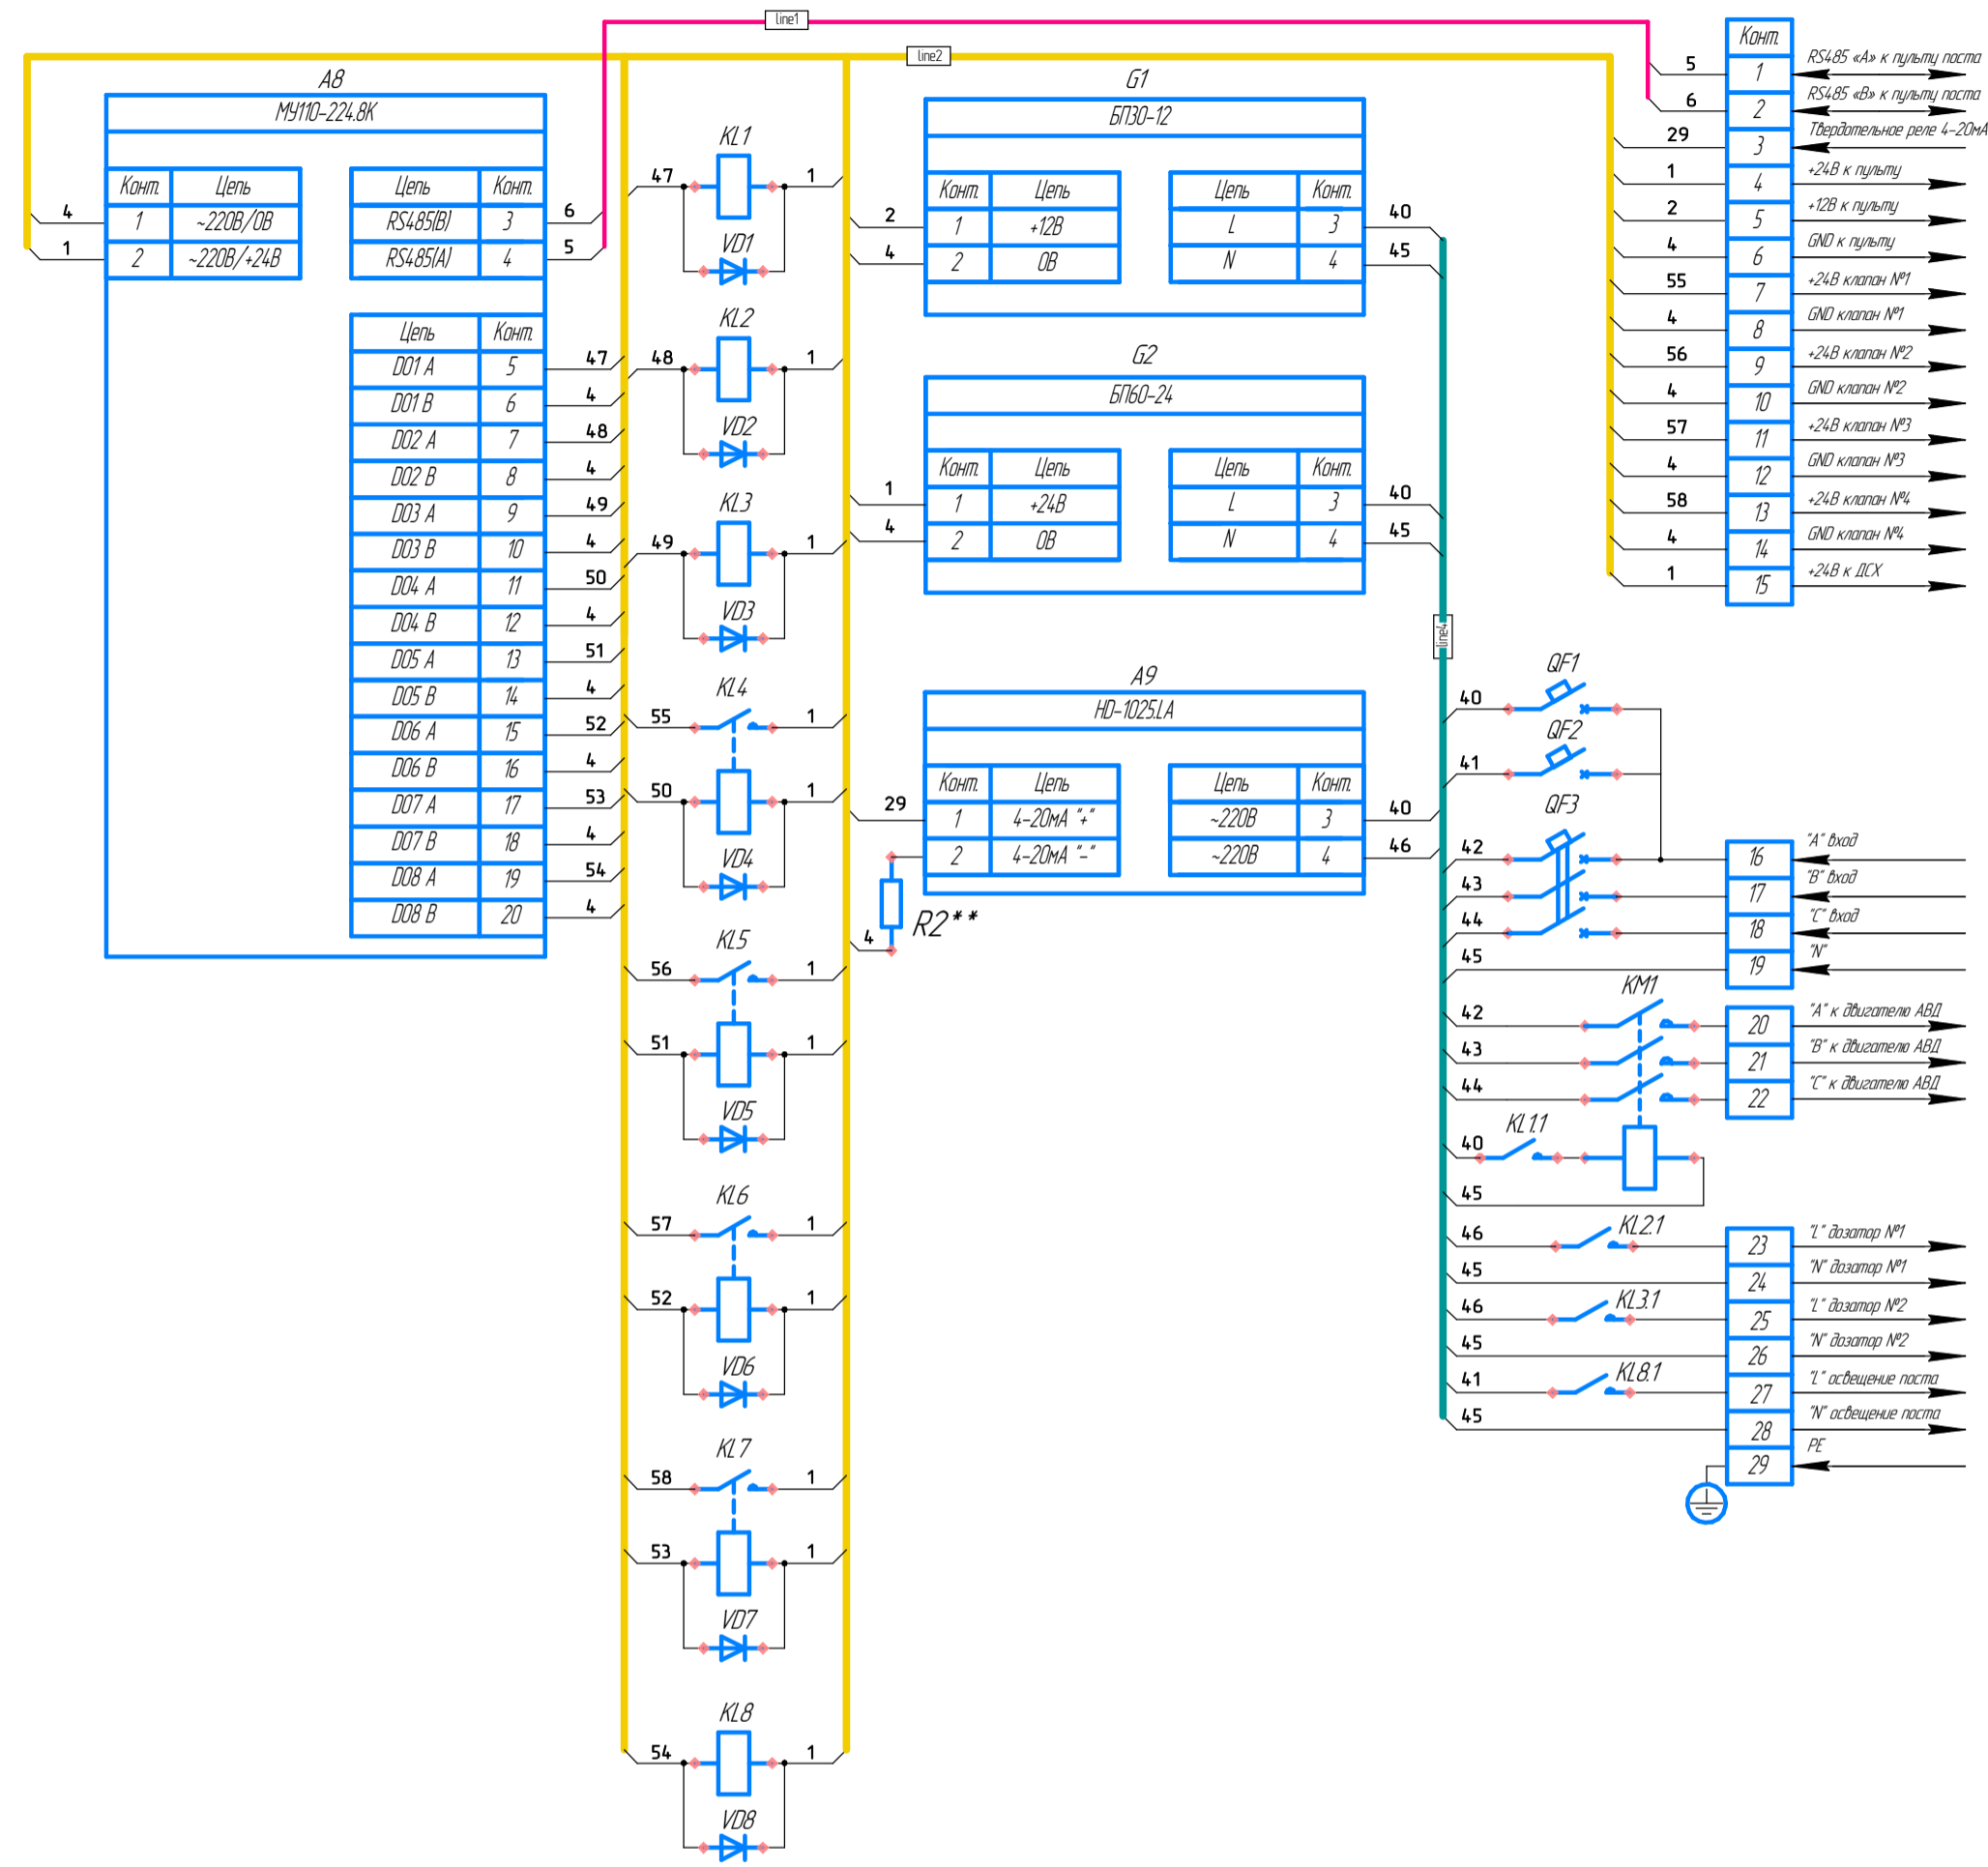 line1
line2
A8
МУ110-224.8К
Конт. Цепь
1 ~220В/0В
2 ~220В/+24В
Цепь Конт.
RS485(B) 3
RS485(A) 4
4
1
6
5
Цепь Конт.
DO1 A 5
DO1 B 6
DO2 A 7
DO2 B 8
DO3 A 9
DO3 B 10
DO4 A 11
DO4 B 12
DO5 A 13
DO5 B 14
DO6 A 15
DO6 B 16
DO7 A 17
DO7 B 18
DO8 A 19
DO8 B 20
47
4
48
4
49
4
50
4
51
4
52
4
53
4
54
4
KL1
47 1
VD1
KL2
48 1
VD2
KL3
49 1
VD3
KL4
55 1
50 1
VD4
KL5
56 1
51 1
VD5
KL6
57 1
52 1
VD6
KL7
58 1
53 1
VD7
KL8
54 1
VD8
G1
БП30-12
Конт. Цепь Цепь Конт.
2 1 +12В L 3 40
4 2 0В N 4 45
G2
БП60-24
Конт. Цепь Цепь Конт.
1 1 +24В L 3 40
4 2 0В N 4 45
A9
HD-1025.LA
Конт. Цепь Цепь Конт.
29 1 4-20мА "+" ~220В 3 40
2 4-20мА "-" ~220В 4 46
R2**
4
line4
Конт.
5 1 RS485 «А» к пульту поста
6 2 RS485 «В» к пульту поста
29 3 Твердотельное реле 4-20мА
1 4 +24В к пульту
2 5 +12В к пульту
4 6 GND к пульту
55 7 +24В клапан №1
4 8 GND клапан №1
56 9 +24В клапан №2
4 10 GND клапан №2
57 11 +24В клапан №3
4 12 GND клапан №3
58 13 +24В клапан №4
4 14 GND клапан №4
1 15 +24В к ДСХ
QF1
40
QF2
41
QF3
42 16 "А" вход
43 17 "В" вход
44 18 "С" вход
45 19 "N"
KM1
42 20 "А" к двигателю АВД
43 21 "В" к двигателю АВД
44 22 "С" к двигателю АВД
KL1.1
40
45
KL2.1
46 23 "L" дозатор №1
45 24 "N" дозатор №1
KL3.1
46 25 "L" дозатор №2
45 26 "N" дозатор №2
KL8.1
41 27 "L" освещение поста
45 28 "N" освещение поста
29 PE